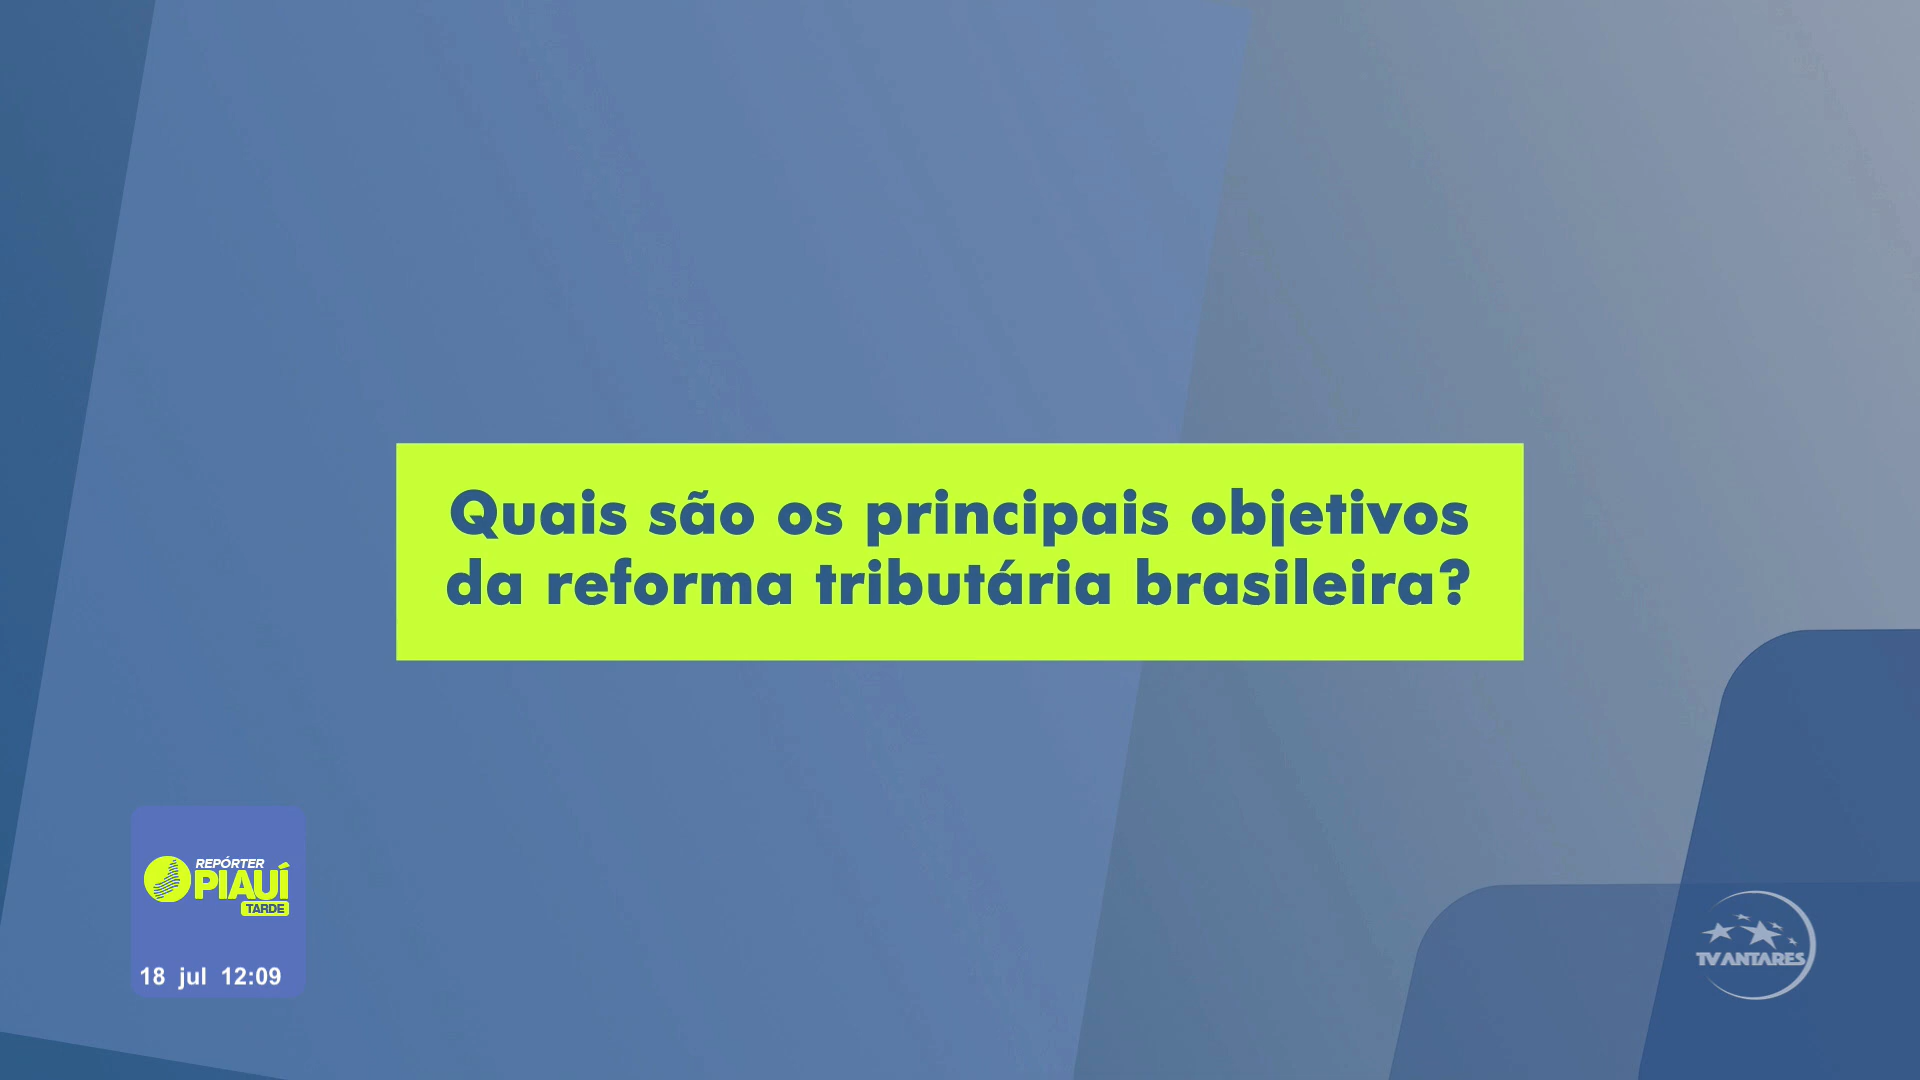 Quais são os principais objetivos
da reforma tributária brasileira?
REPÓRTER
PIAUÍ
TARDE
18 jul 12:09
TV ANTARES